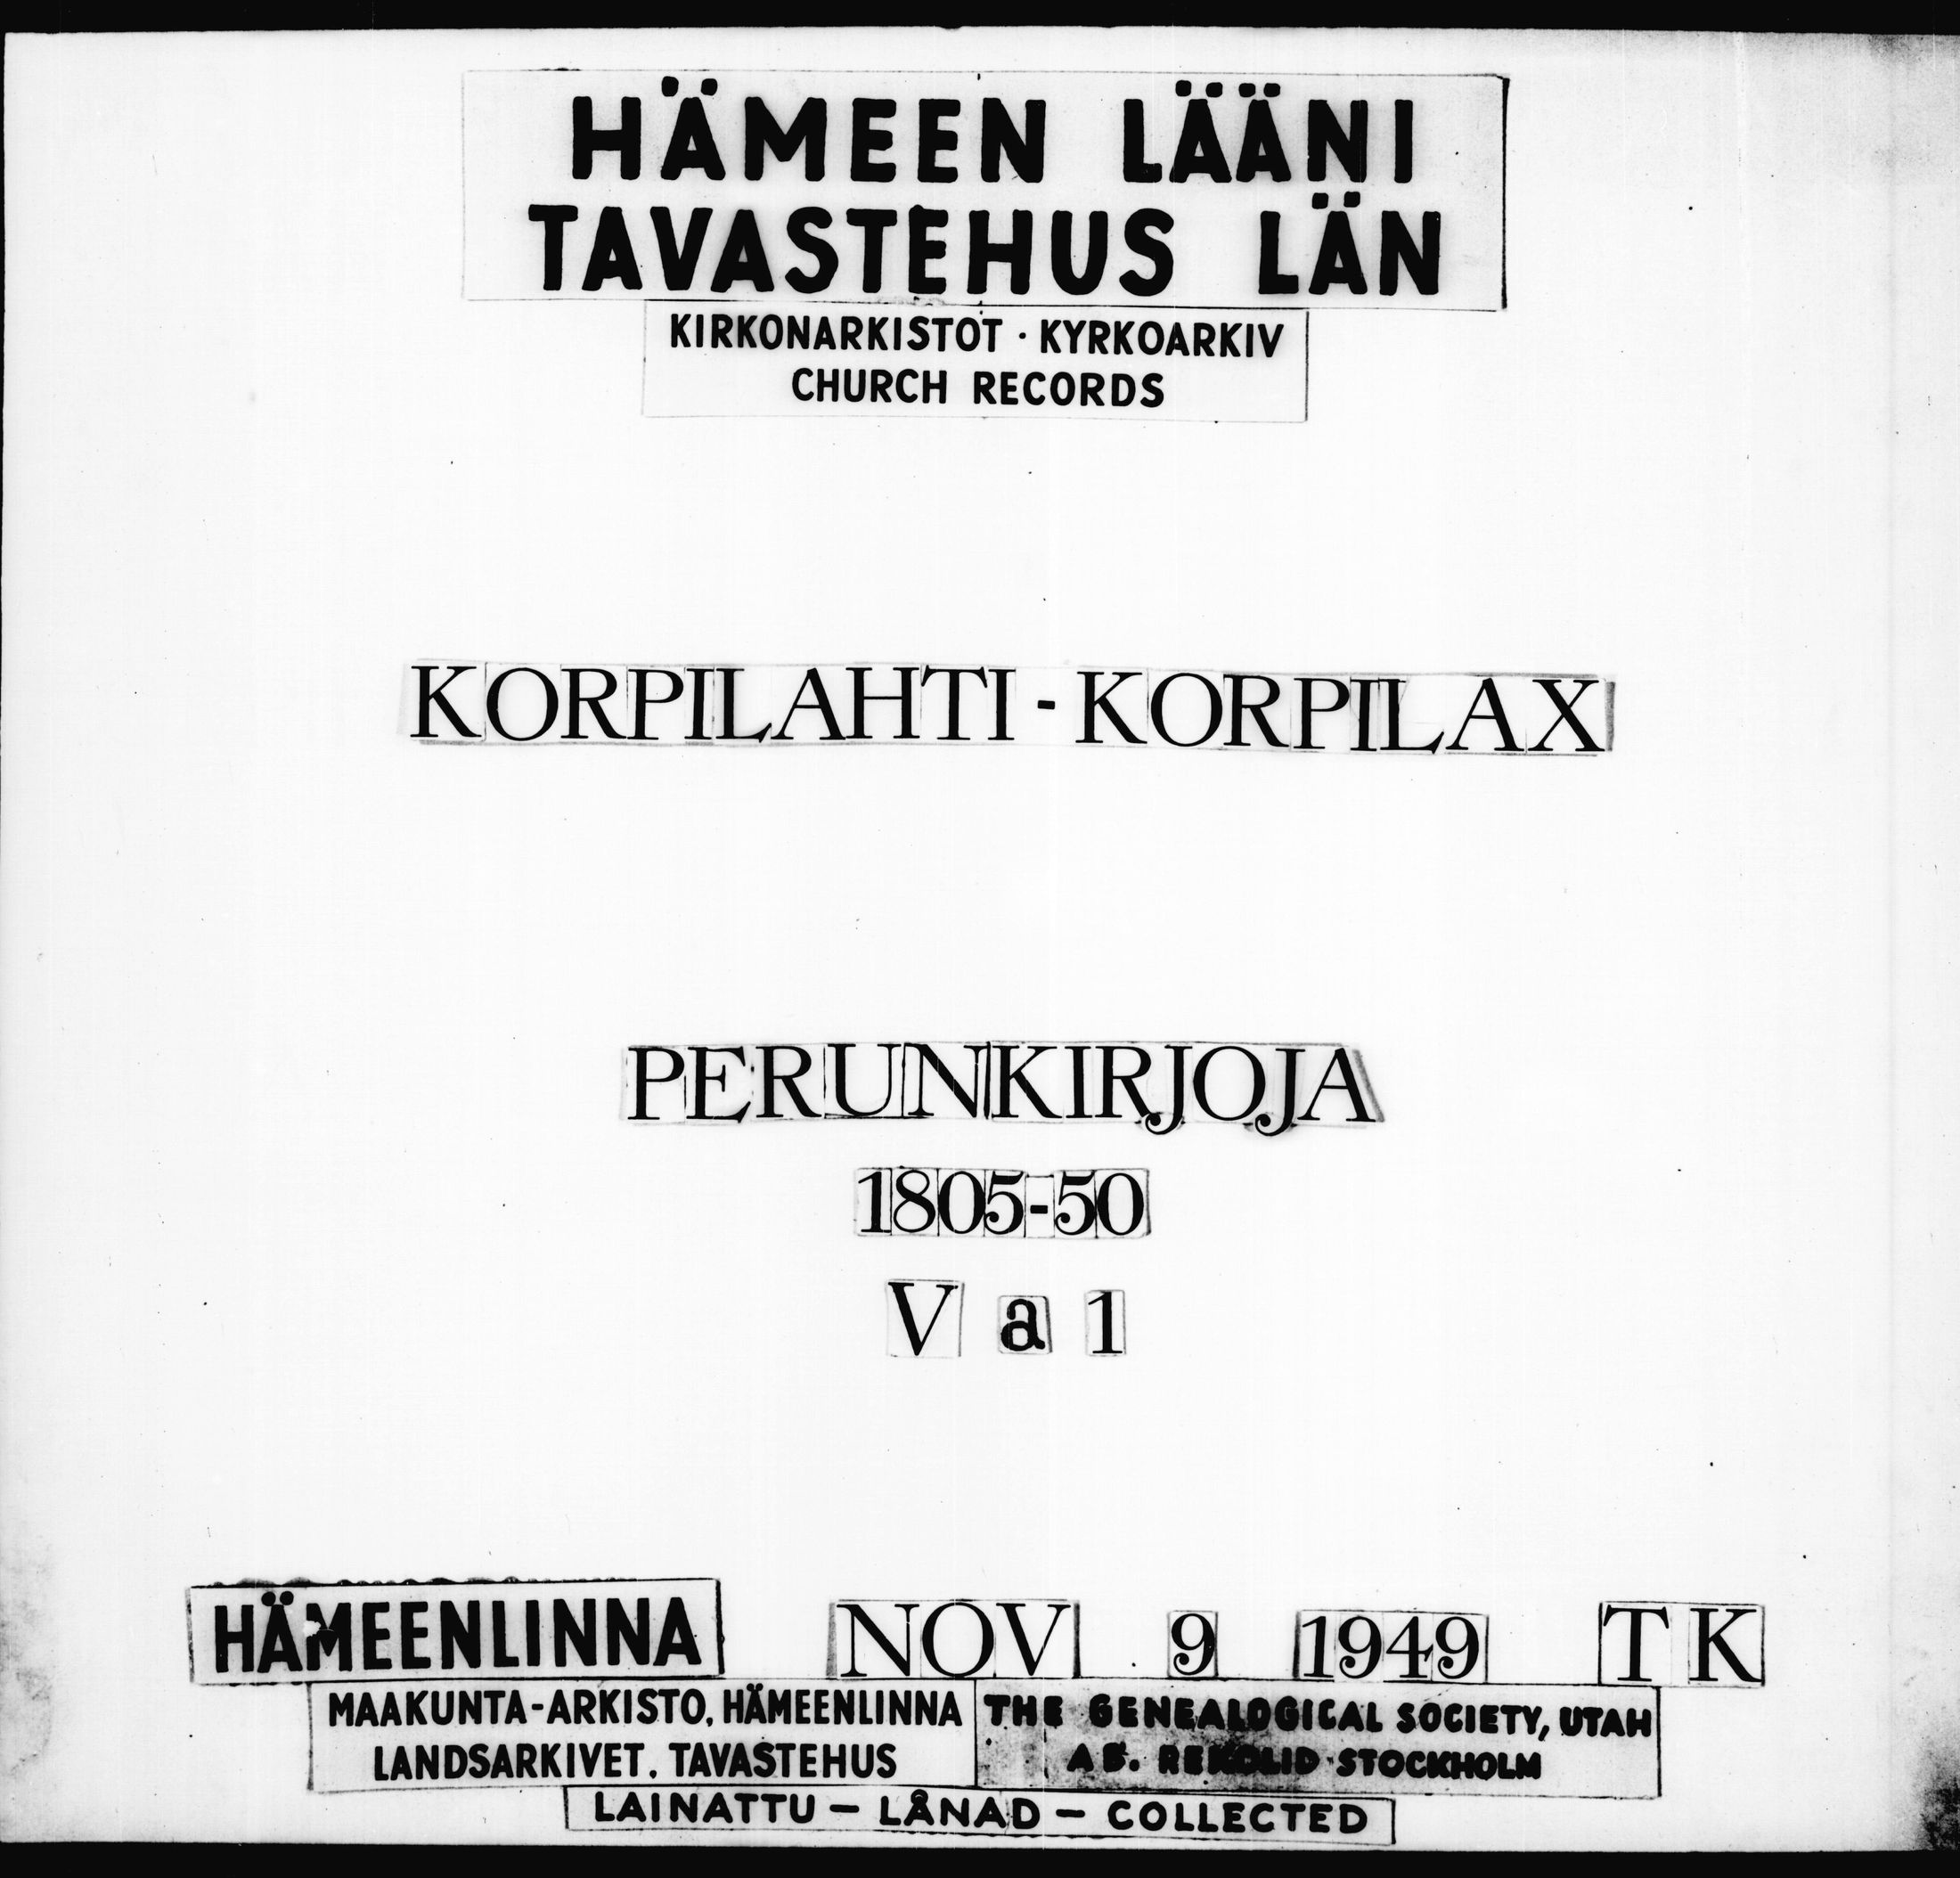 HÄMEEN LÄÄNI
TAVASTEHUS LÄN
KIRKONARKISTOT · KYRKOARKIV
CHURCH RECORDS
KORPILAHTI - KORPILAX
PERUNKIRJOJA
1805-50
V a 1
HÄMEENLINNA NOV 9 1949 T K
MAAKUNTA-ARKISTO, HÄMEENLINNA
LANDSARKIVET. TAVASTEHUS
THE GENEALOGICAL SOCIETY, UTAH
AB. REKOLID STOCKHOLM
LAINATTU — LÅNAD — COLLECTED